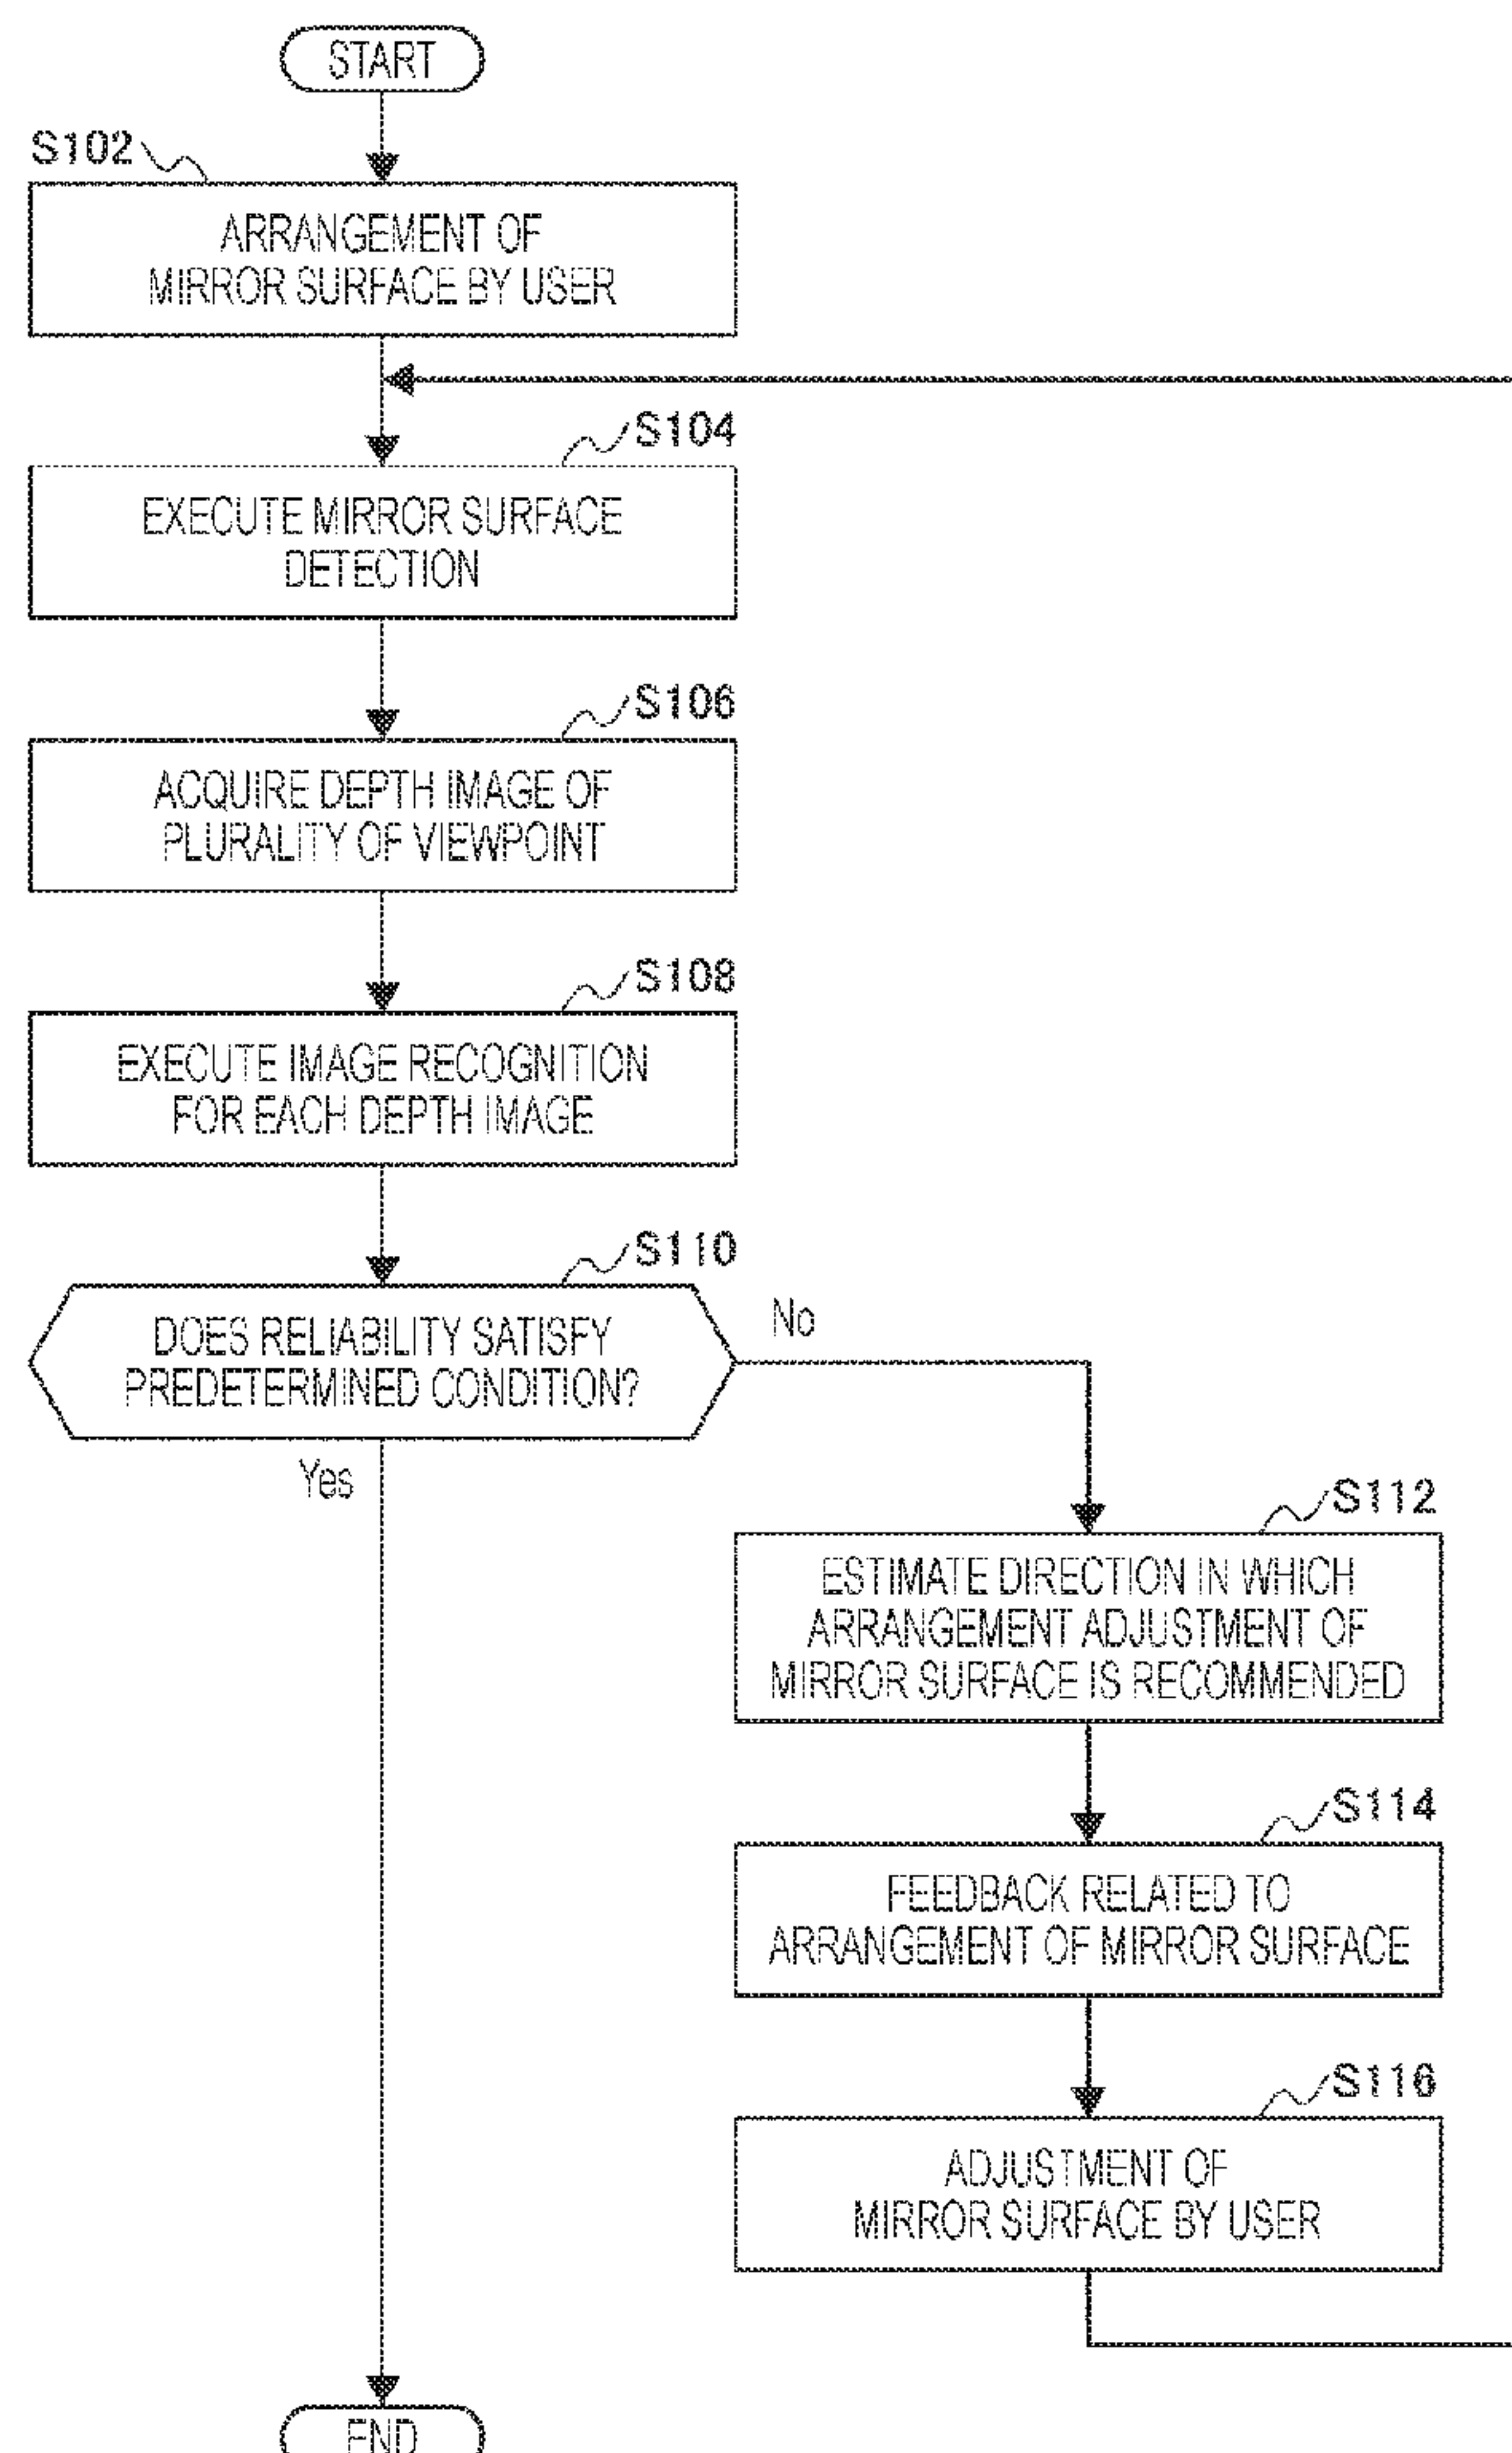 START
S102
ARRANGEMENT OF
MIRROR SURFACE BY USER
S104
EXECUTE MIRROR SURFACE
DETECTION
S106
ACQUIRE DEPTH IMAGE OF
PLURALITY OF VIEWPOINT
S108
EXECUTE IMAGE RECOGNITION
FOR EACH DEPTH IMAGE
S110
DOES RELIABILITY SATISFY
PREDETERMINED CONDITION?
No
Yes
S112
ESTIMATE DIRECTION IN WHICH
ARRANGEMENT ADJUSTMENT OF
MIRROR SURFACE IS RECOMMENDED
S114
FEEDBACK RELATED TO
ARRANGEMENT OF MIRROR SURFACE
S116
ADJUSTMENT OF
MIRROR SURFACE BY USER
END